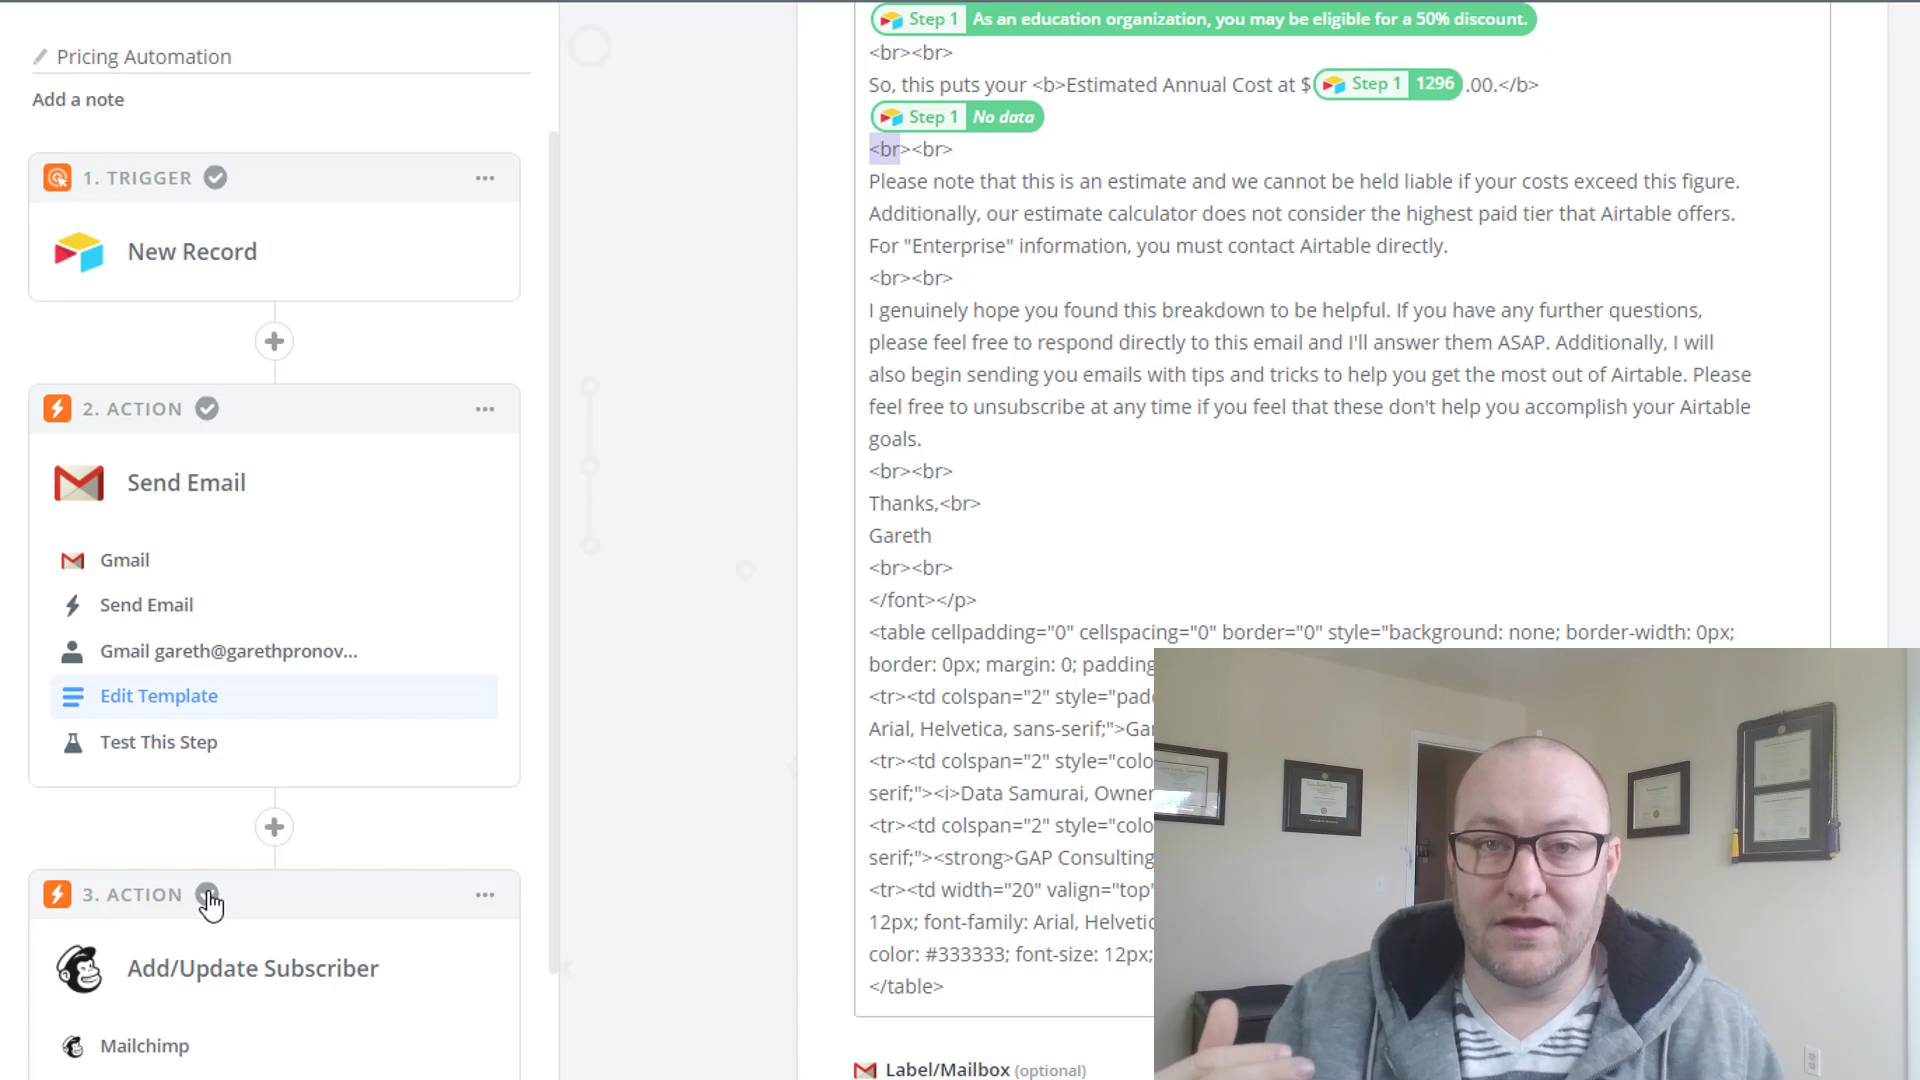 Pricing Automation
Add a note
1. TRIGGER
New Record
2. ACTION
Send Email
Gmail
Send Email
Gmail gareth@garethpronov...
Edit Template
Test This Step
3. ACTION
Add/Update Subscriber
Mailchimp
Step 1 As an education organization, you may be eligible for a 50% discount.
<br><br>
So, this puts your <b>Estimated Annual Cost at $ Step 1 1296 .00.</b>
Step 1 No data
<br><br>
Please note that this is an estimate and we cannot be held liable if your costs exceed this figure.
Additionally, our estimate calculator does not consider the highest paid tier that Airtable offers.
For "Enterprise" information, you must contact Airtable directly.
<br><br>
I genuinely hope you found this breakdown to be helpful. If you have any further questions,
please feel free to respond directly to this email and I'll answer them ASAP. Additionally, I will
also begin sending you emails with tips and tricks to help you get the most out of Airtable. Please
feel free to unsubscribe at any time if you feel that these don't help you accomplish your Airtable
goals.
<br><br>
Thanks,<br>
Gareth
<br><br>
</font></p>
<table cellpadding="0" cellspacing="0" border="0" style="background: none; border-width: 0px;
border: 0px; margin: 0; padding
<tr><td colspan="2" style="pad
Arial, Helvetica, sans-serif;">Ga
<tr><td colspan="2" style="colo
serif;"><i>Data Samurai, Owner
<tr><td colspan="2" style="colo
serif;"><strong>GAP Consulting
<tr><td width="20" valign="top"
12px; font-family: Arial, Helvetic
color: #333333; font-size: 12px;
</table>
Label/Mailbox (optional)